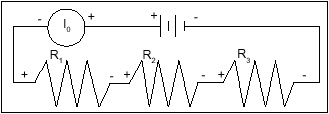 - I0 + + -
R1 R2 R3
+ - + - + -